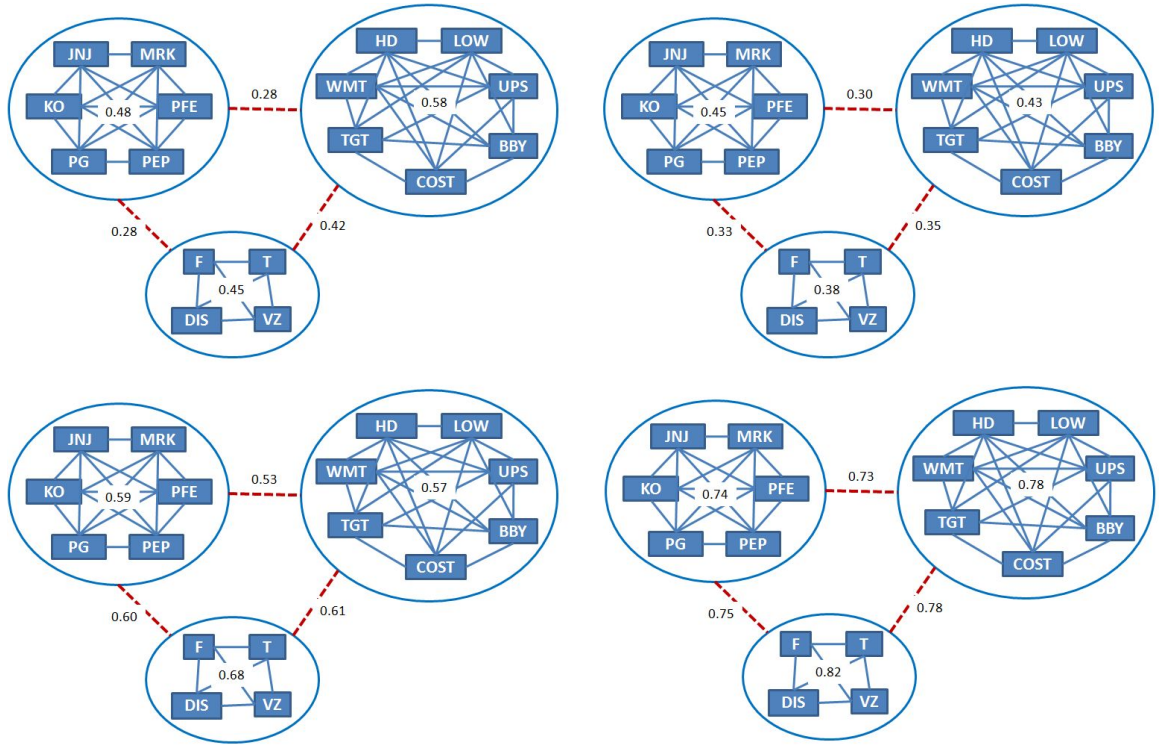 HD LOW
JNJ MRK
WMT UPS
KO 0.48 PFE
0.28
0.58
TGT BBY
PG PEP
COST
0.28
0.42
F T
0.45
DIS VZ
HD LOW
JNJ MRK
WMT UPS
KO 0.45 PFE
0.30
0.43
TGT BBY
PG PEP
COST
0.33
0.35
F T
0.38
DIS VZ
HD LOW
JNJ MRK
WMT UPS
KO 0.59 PFE
0.53
0.57
TGT BBY
PG PEP
COST
0.60
0.61
F T
0.68
DIS VZ
HD LOW
JNJ MRK
WMT UPS
KO 0.74 PFE
0.73
0.78
TGT BBY
PG PEP
COST
0.75
0.78
F T
0.82
DIS VZ